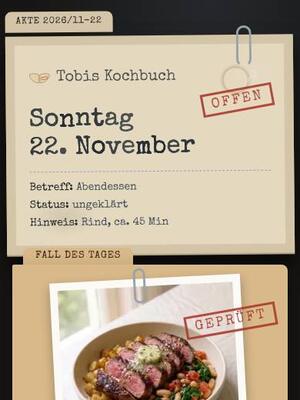 AKTE 2026/11-22
Tobis Kochbuch
OFFEN
Sonntag
22. November
Betreff: Abendessen
Status: ungeklärt
Hinweis: Rind, ca. 45 Min
FALL DES TAGES
GEPRÜFT